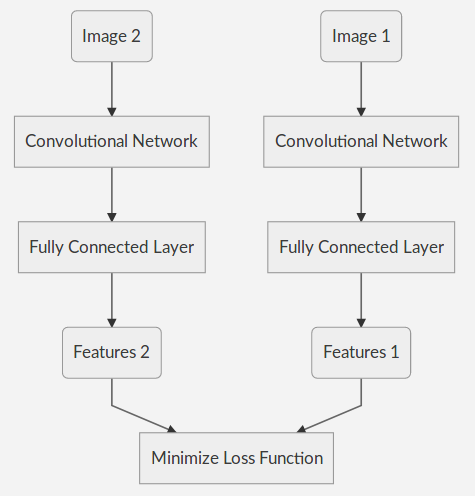 Image 2
Image 1
Convolutional Network
Convolutional Network
Fully Connected Layer
Fully Connected Layer
Features 2
Features 1
Minimize Loss Function